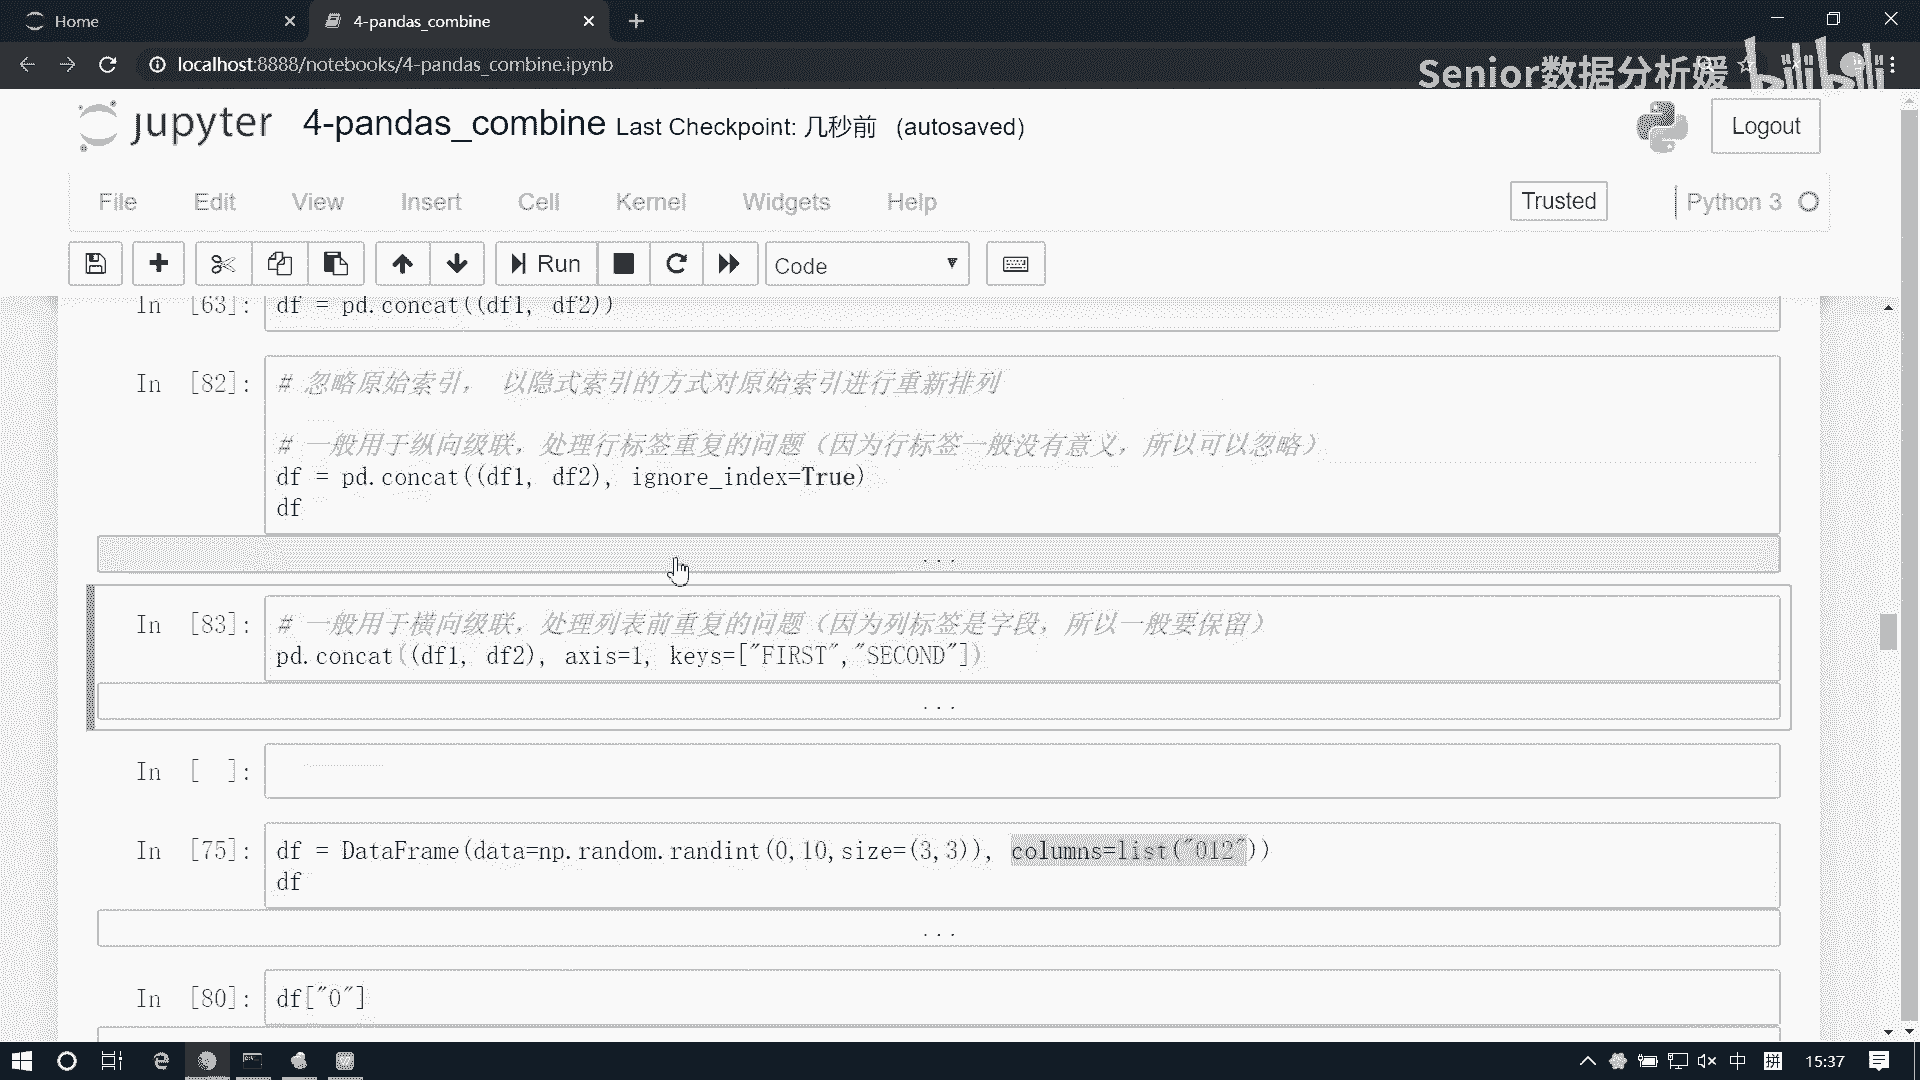 Home
4-pandas_combine
localhost:8888/notebooks/4-pandas_combine.ipynb
Senior数据分析媛 bilibili
jupyter 4-pandas_combine Last Checkpoint: 几秒前 (autosaved)
Logout
File Edit View Insert Cell Kernel Widgets Help
Trusted
Python 3
Run
Code
In [63]: df = pd.concat((df1, df2))
In [82]: # 忽略原始索引， 以隐式索引的方式对原始索引进行重新排列
# 一般用于纵向级联，处理行标签重复的问题（因为行标签一般没有意义，所以可以忽略）
df = pd.concat((df1, df2), ignore_index=True)
df
...
In [83]: # 一般用于横向级联，处理列表前重复的问题（因为列标签是字段，所以一般要保留）
pd.concat((df1, df2), axis=1, keys=["FIRST","SECOND"])
...
In [ ]:
In [75]: df = DataFrame(data=np.random.randint(0,10,size=(3,3)), columns=list("012"))
df
...
In [80]: df["0"]
中 拼 15:37